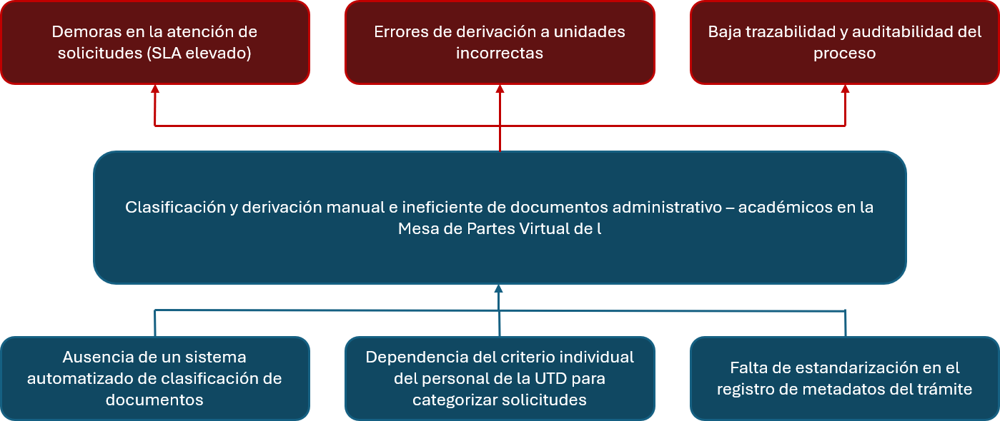 Demoras en la atención de
solicitudes (SLA elevado)
Errores de derivación a unidades
incorrectas
Baja trazabilidad y auditabilidad del
proceso
Clasificación y derivación manual e ineficiente de documentos administrativo – académicos en la
Mesa de Partes Virtual de l
Ausencia de un sistema
automatizado de clasificación de
documentos
Dependencia del criterio individual
del personal de la UTD para
categorizar solicitudes
Falta de estandarización en el
registro de metadatos del trámite